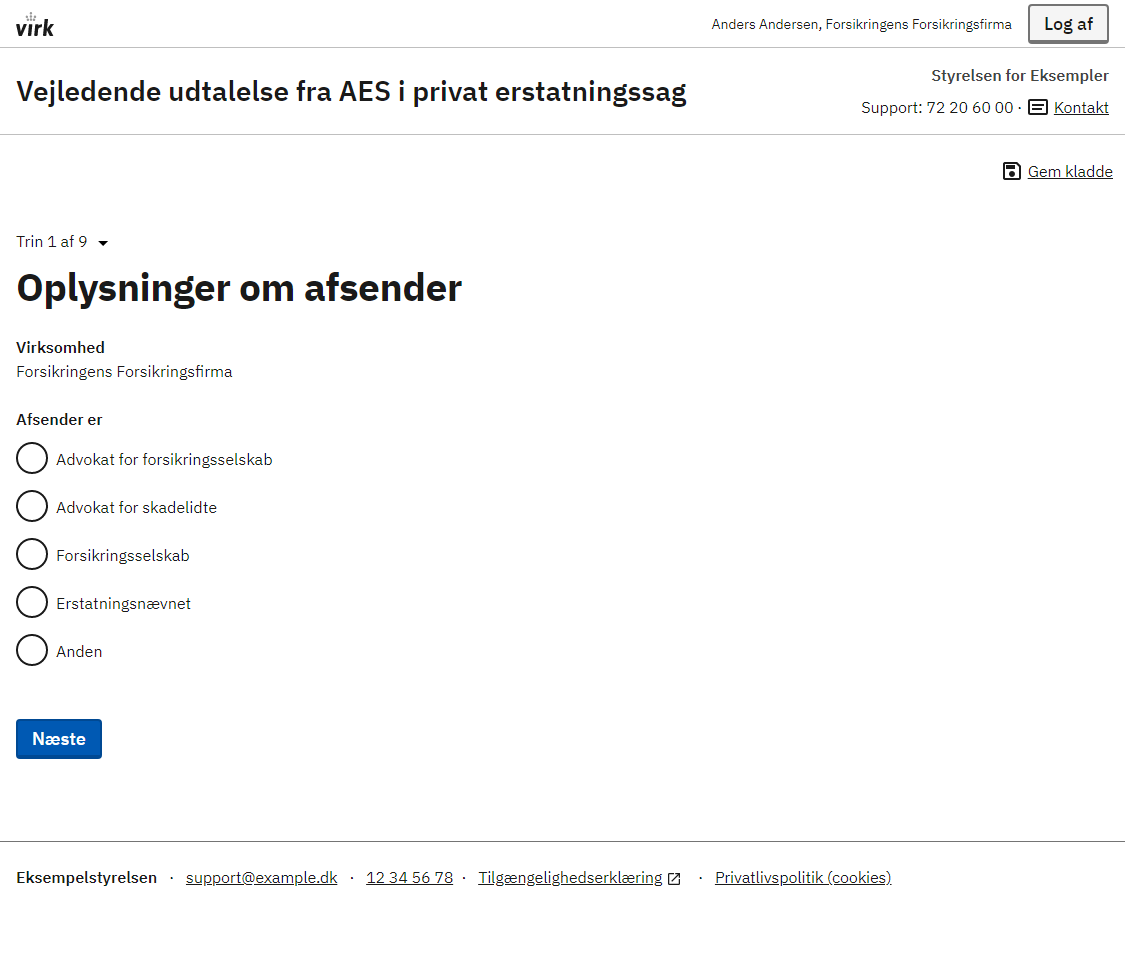 virk
Anders Andersen, Forsikringens Forsikringsfirma
Log af
Vejledende udtalelse fra AES i privat erstatningssag
Styrelsen for Eksempler
Support: 72 20 60 00 · Kontakt
Gem kladde
Trin 1 af 9
Oplysninger om afsender
Virksomhed
Forsikringens Forsikringsfirma
Afsender er
Advokat for forsikringsselskab
Advokat for skadelidte
Forsikringsselskab
Erstatningsnævnet
Anden
Næste
Eksempelstyrelsen · support@example.dk · 12 34 56 78 · Tilgængelighedserklæring · Privatlivspolitik (cookies)